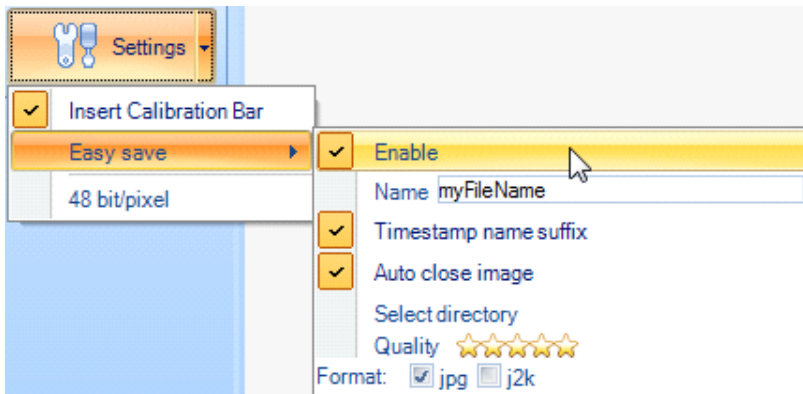 Settings
Insert Calibration Bar
Easy save
48 bit/pixel
Enable
Name myFileName
Timestamp name suffix
Auto close image
Select directory
Quality
Format: jpg j2k